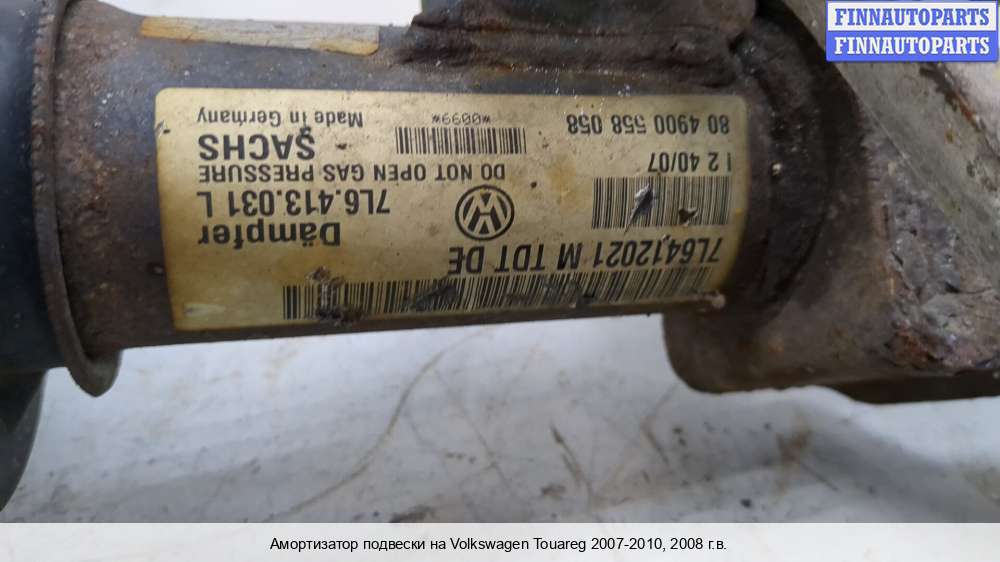 FINNAUTOPARTS
FINNAUTOPARTS
7L6412021 M TDT DE
Dämpfer
7L6.413.031 L
DO NOT OPEN GAS PRESSURE
SACHS
Made in Germany
I 2 40/07
80 4900 558 058
*0099*
Амортизатор подвески на Volkswagen Touareg 2007-2010, 2008 г.в.